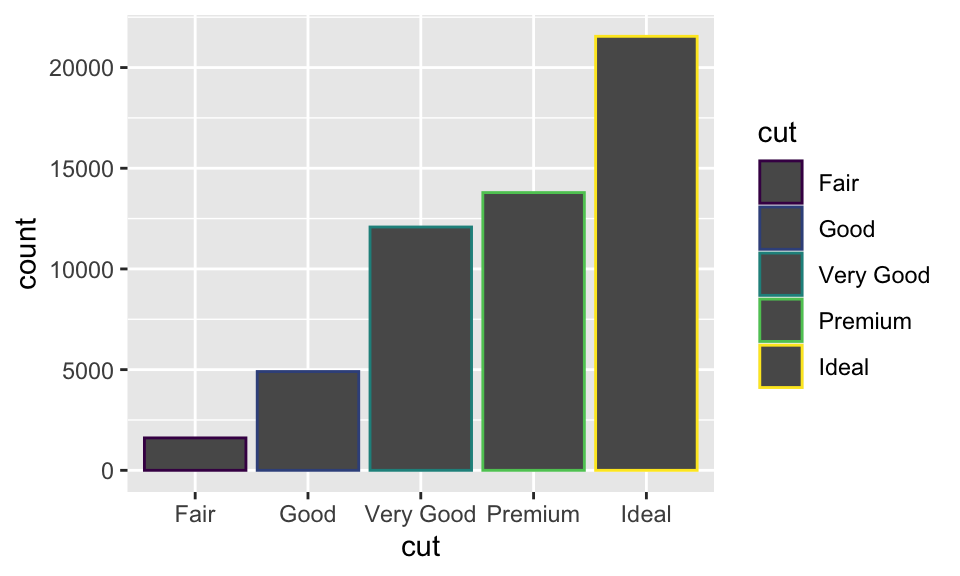 count
20000
15000
10000
5000
0
Fair
Good
Very Good
Premium
Ideal
cut
cut
Fair
Good
Very Good
Premium
Ideal